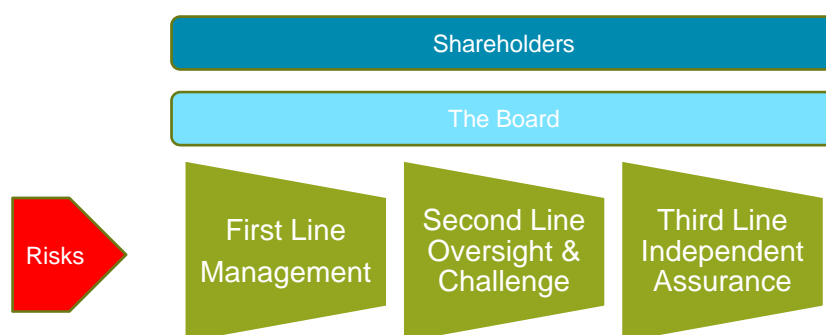 Shareholders
The Board
Risks
First Line
Management
Second Line
Oversight &
Challenge
Third Line
Independent
Assurance